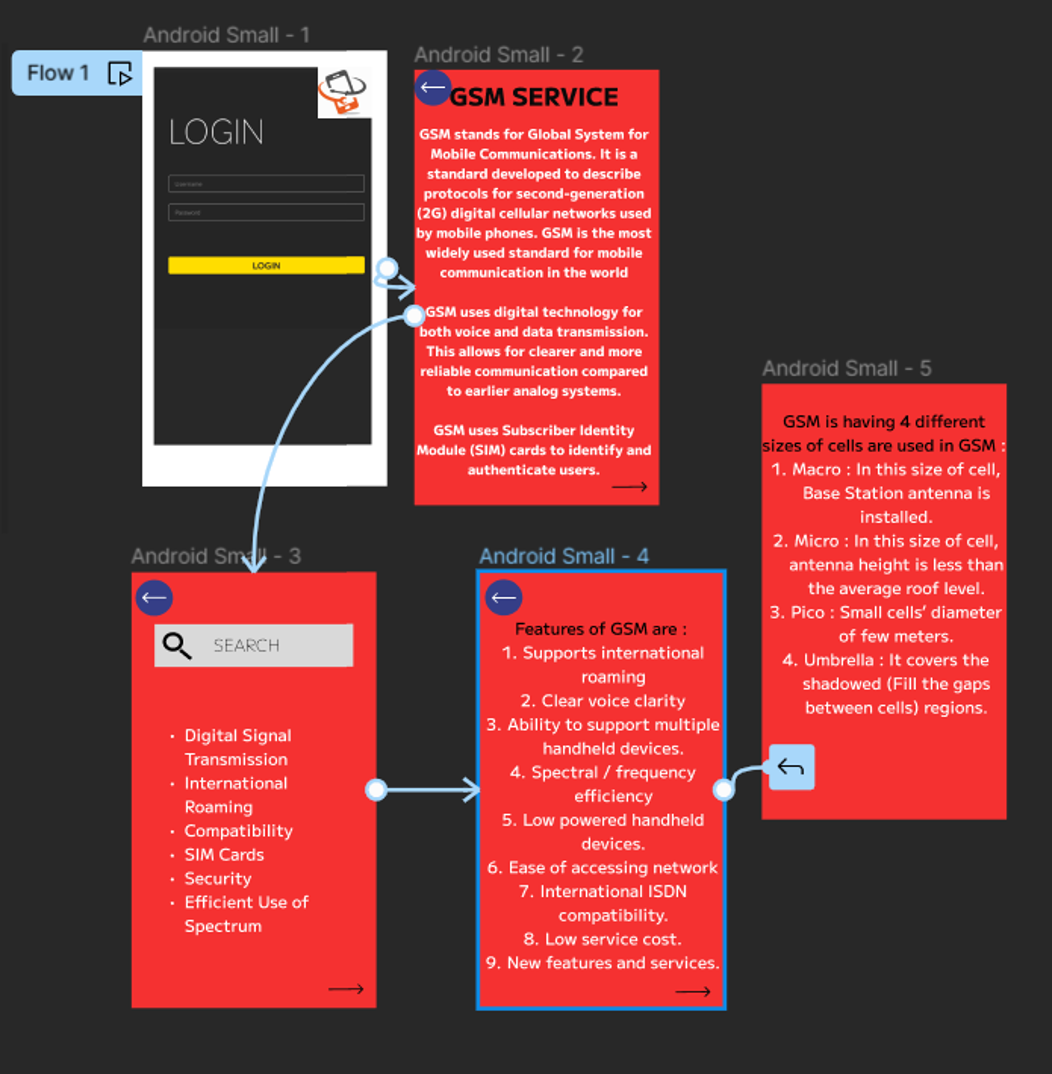 Android Small - 1
Flow 1
LOGIN
Username
Password
LOGIN
Android Small - 2
GSM SERVICE
GSM stands for Global System for
Mobile Communications. It is a
standard developed to describe
protocols for second-generation
(2G) digital cellular networks used
by mobile phones. GSM is the most
widely used standard for mobile
communication in the world
GSM uses digital technology for
both voice and data transmission.
This allows for clearer and more
reliable communication compared
to earlier analog systems.
GSM uses Subscriber Identity
Module (SIM) cards to identify and
authenticate users.
Android Small - 3
SEARCH
• Digital Signal
Transmission
• International
Roaming
• Compatibility
• SIM Cards
• Security
• Efficient Use of
Spectrum
Android Small - 4
Features of GSM are :
1. Supports international
roaming
2. Clear voice clarity
3. Ability to support multiple
handheld devices.
4. Spectral / frequency
efficiency
5. Low powered handheld
devices.
6. Ease of accessing network
7. International ISDN
compatibility.
8. Low service cost.
9. New features and services.
Android Small - 5
GSM is having 4 different
sizes of cells are used in GSM :
1. Macro : In this size of cell,
Base Station antenna is
installed.
2. Micro : In this size of cell,
antenna height is less than
the average roof level.
3. Pico : Small cells’ diameter
of few meters.
4. Umbrella : It covers the
shadowed (Fill the gaps
between cells) regions.